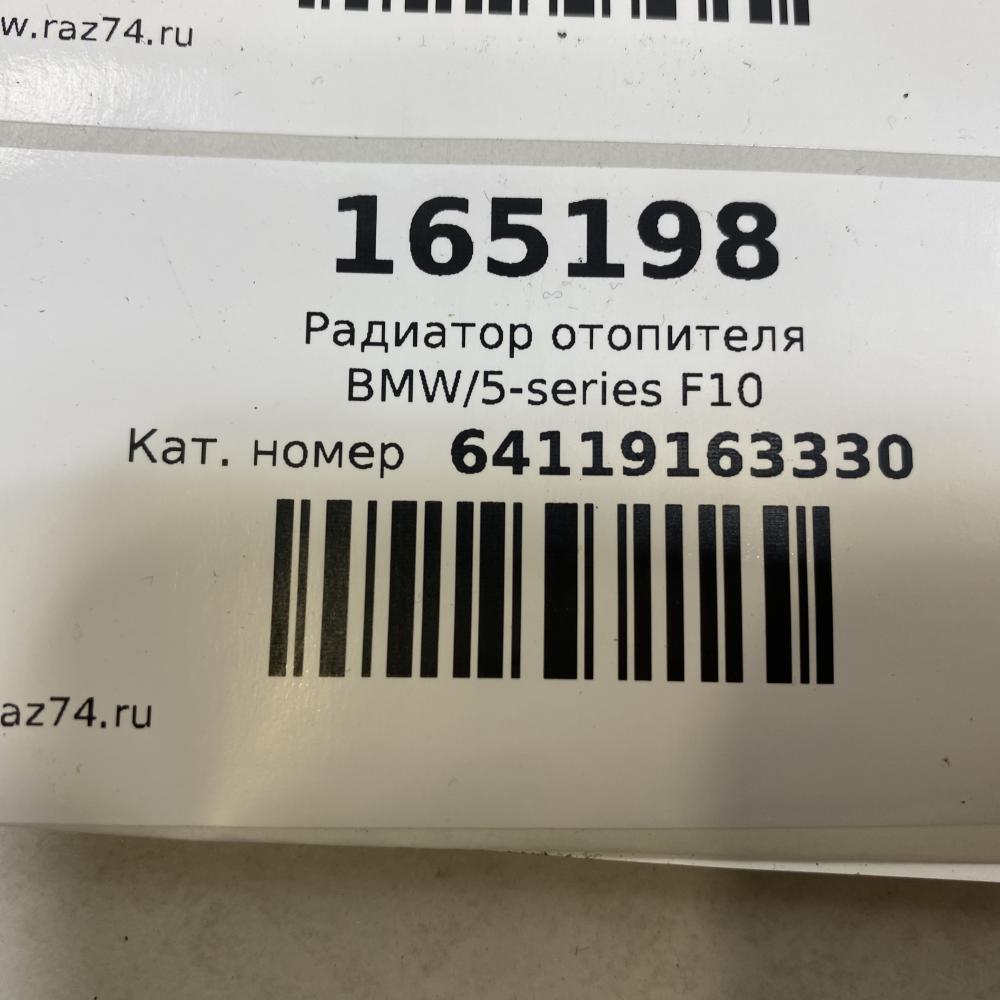 w.raz74.ru
165198
Радиатор отопителя
BMW/5-series F10
Кат. номер 64119163330
az74.ru